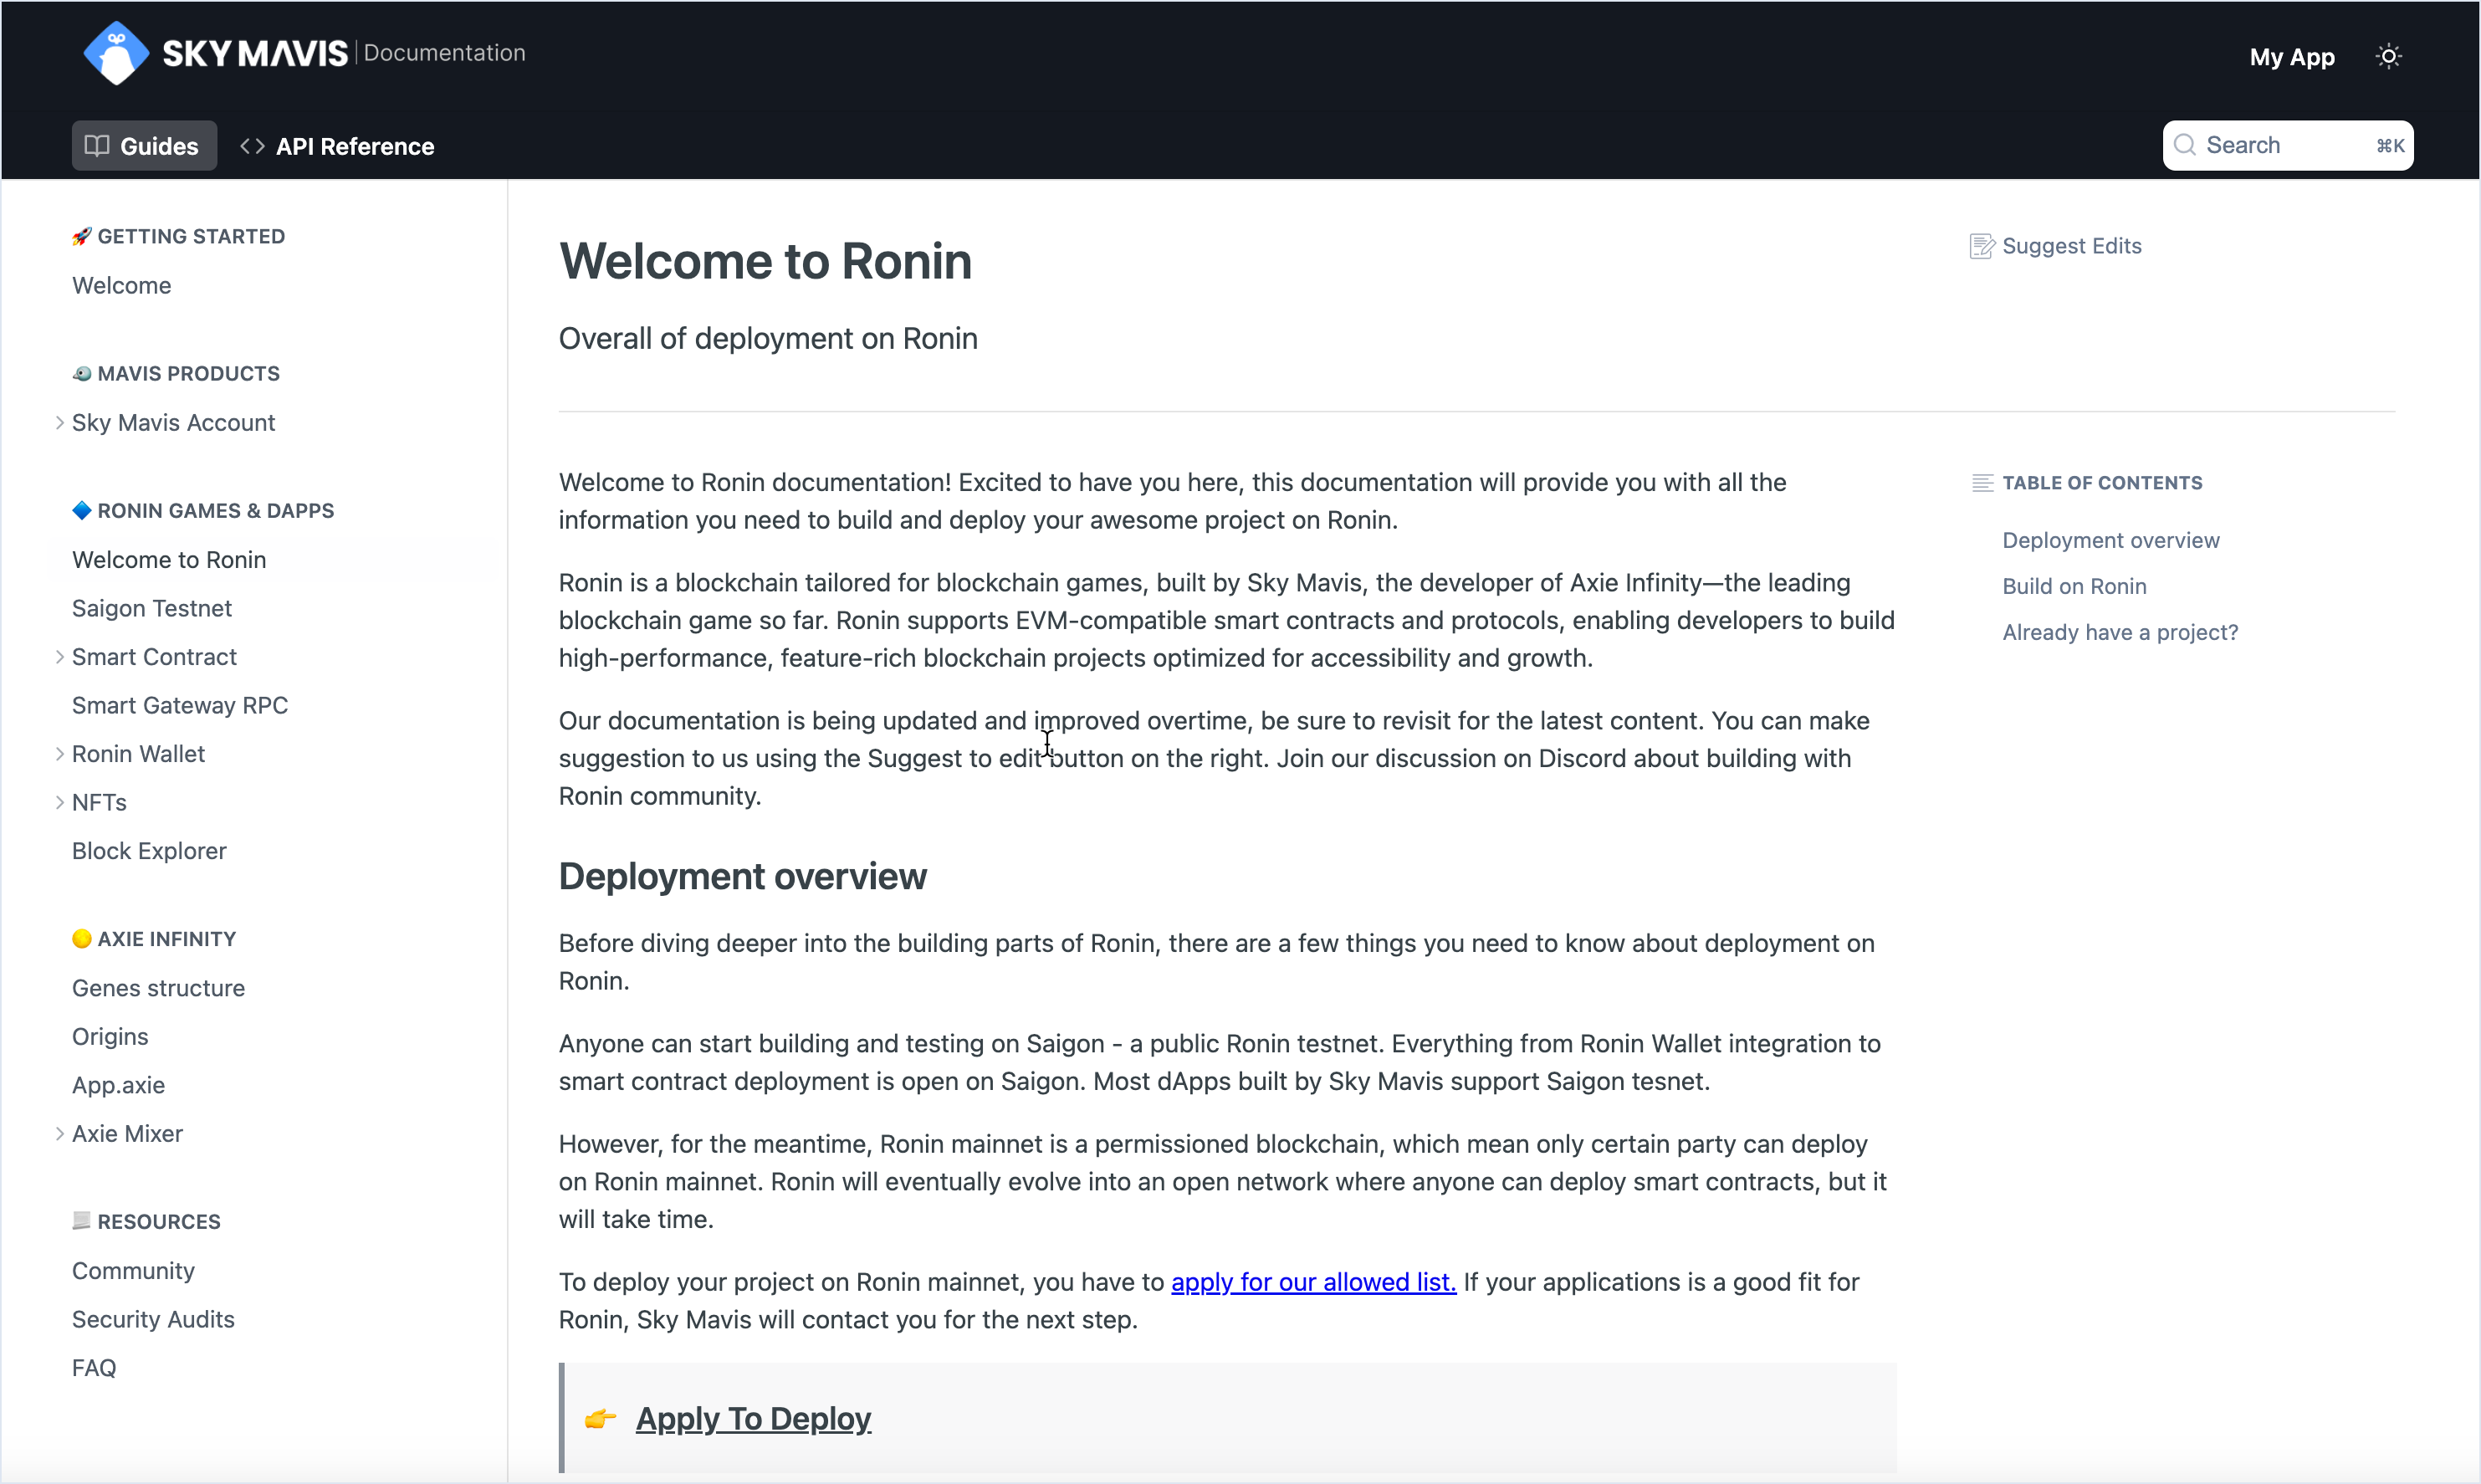 SKY MAVIS | Documentation
My App
Guides
API Reference
Search ⌘K
🚀 GETTING STARTED
Welcome
MAVIS PRODUCTS
Sky Mavis Account
🔷 RONIN GAMES & DAPPS
Welcome to Ronin
Saigon Testnet
Smart Contract
Smart Gateway RPC
Ronin Wallet
NFTs
Block Explorer
🟡 AXIE INFINITY
Genes structure
Origins
App.axie
Axie Mixer
RESOURCES
Community
Security Audits
FAQ
Welcome to Ronin
Overall of deployment on Ronin
Welcome to Ronin documentation! Excited to have you here, this documentation will provide you with all the
information you need to build and deploy your awesome project on Ronin.
Ronin is a blockchain tailored for blockchain games, built by Sky Mavis, the developer of Axie Infinity—the leading
blockchain game so far. Ronin supports EVM-compatible smart contracts and protocols, enabling developers to build
high-performance, feature-rich blockchain projects optimized for accessibility and growth.
Our documentation is being updated and improved overtime, be sure to revisit for the latest content. You can make
suggestion to us using the Suggest to edit button on the right. Join our discussion on Discord about building with
Ronin community.
Deployment overview
Before diving deeper into the building parts of Ronin, there are a few things you need to know about deployment on
Ronin.
Anyone can start building and testing on Saigon - a public Ronin testnet. Everything from Ronin Wallet integration to
smart contract deployment is open on Saigon. Most dApps built by Sky Mavis support Saigon tesnet.
However, for the meantime, Ronin mainnet is a permissioned blockchain, which mean only certain party can deploy
on Ronin mainnet. Ronin will eventually evolve into an open network where anyone can deploy smart contracts, but it
will take time.
To deploy your project on Ronin mainnet, you have to apply for our allowed list. If your applications is a good fit for
Ronin, Sky Mavis will contact you for the next step.
👉 Apply To Deploy
Suggest Edits
TABLE OF CONTENTS
Deployment overview
Build on Ronin
Already have a project?